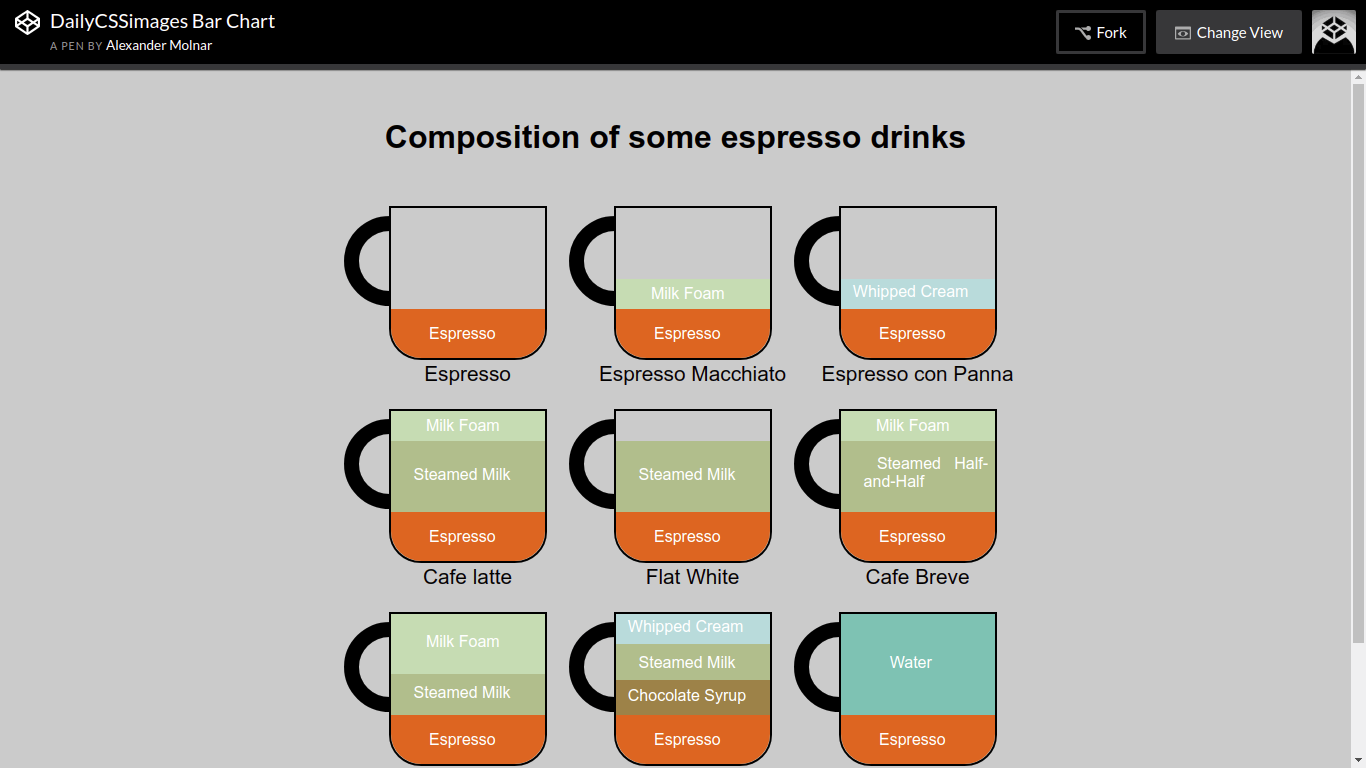 DailyCSSimages Bar Chart
A PEN BY Alexander Molnar
Fork
Change View
Composition of some espresso drinks
Espresso
Milk Foam
Espresso
Whipped Cream
Espresso
Espresso
Espresso Macchiato
Espresso con Panna
Milk Foam
Steamed Milk
Espresso
Steamed Milk
Espresso
Milk Foam
Steamed Half-
and-Half
Espresso
Cafe latte
Flat White
Cafe Breve
Milk Foam
Steamed Milk
Espresso
Whipped Cream
Steamed Milk
Chocolate Syrup
Espresso
Water
Espresso